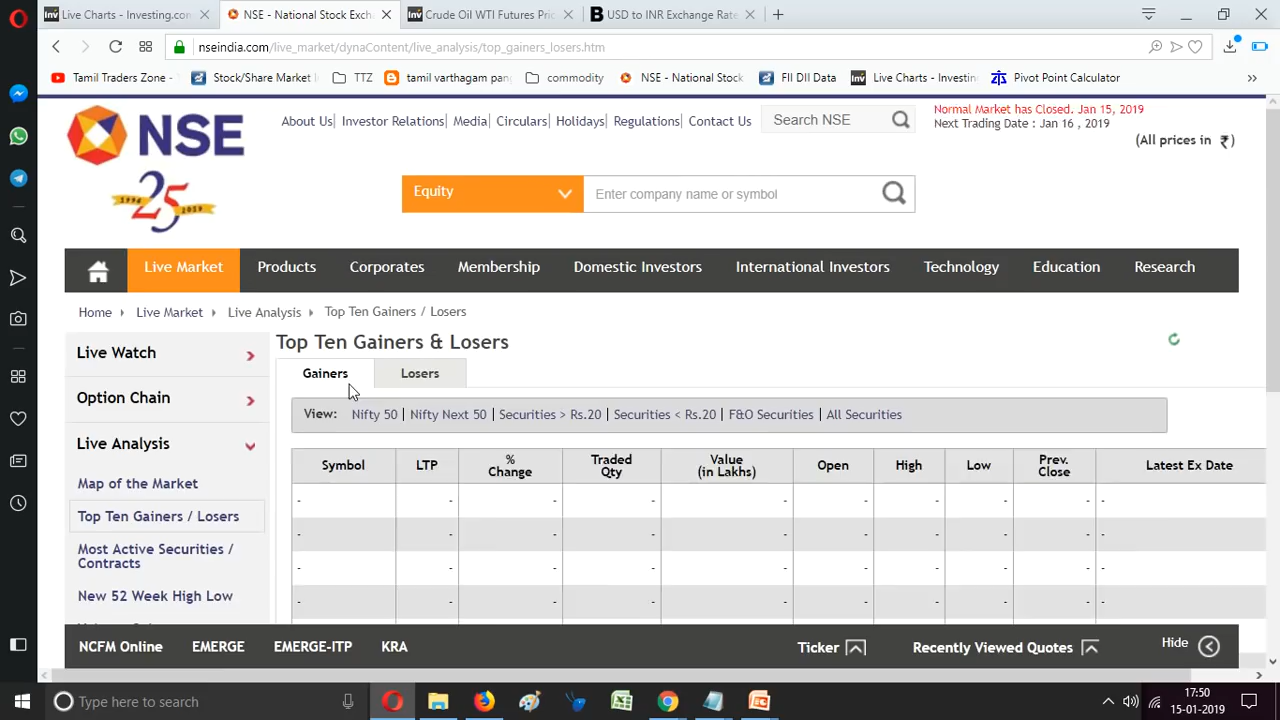 Live Charts - Investing.com
NSE - National Stock Exch
Crude Oil WTI Futures Pric
USD to INR Exchange Rate
nseindia.com/live_market/dynaContent/live_analysis/top_gainers_losers.htm
Tamil Traders Zone -
Stock/Share Market
TTZ
tamil varthagam pan
commodity
NSE - National Stock
FII DII Data
Live Charts - Investin
Pivot Point Calculator
NSE
1994 25 2019
About Us| Investor Relations| Media| Circulars| Holidays| Regulations| Contact Us
Search NSE
Normal Market has Closed. Jan 15, 2019
Next Trading Date : Jan 16 , 2019
(All prices in ₹)
Equity
Enter company name or symbol
Live Market Products Corporates Membership Domestic Investors International Investors Technology Education Research
Home Live Market Live Analysis Top Ten Gainers / Losers
Live Watch
Option Chain
Live Analysis
Map of the Market
Top Ten Gainers / Losers
Most Active Securities /
Contracts
New 52 Week High Low
Top Ten Gainers & Losers
Gainers Losers
View: Nifty 50 | Nifty Next 50 | Securities > Rs.20 | Securities < Rs.20 | F&O Securities | All Securities
Symbol LTP % Change Traded Qty Value (in Lakhs) Open High Low Prev. Close Latest Ex Date
- - - - - - - - - -
- - - - - - - - - -
- - - - - - - - - -
- - - - - - - - - -
NCFM Online EMERGE EMERGE-ITP KRA Ticker Recently Viewed Quotes Hide
Type here to search
17:50
15-01-2019